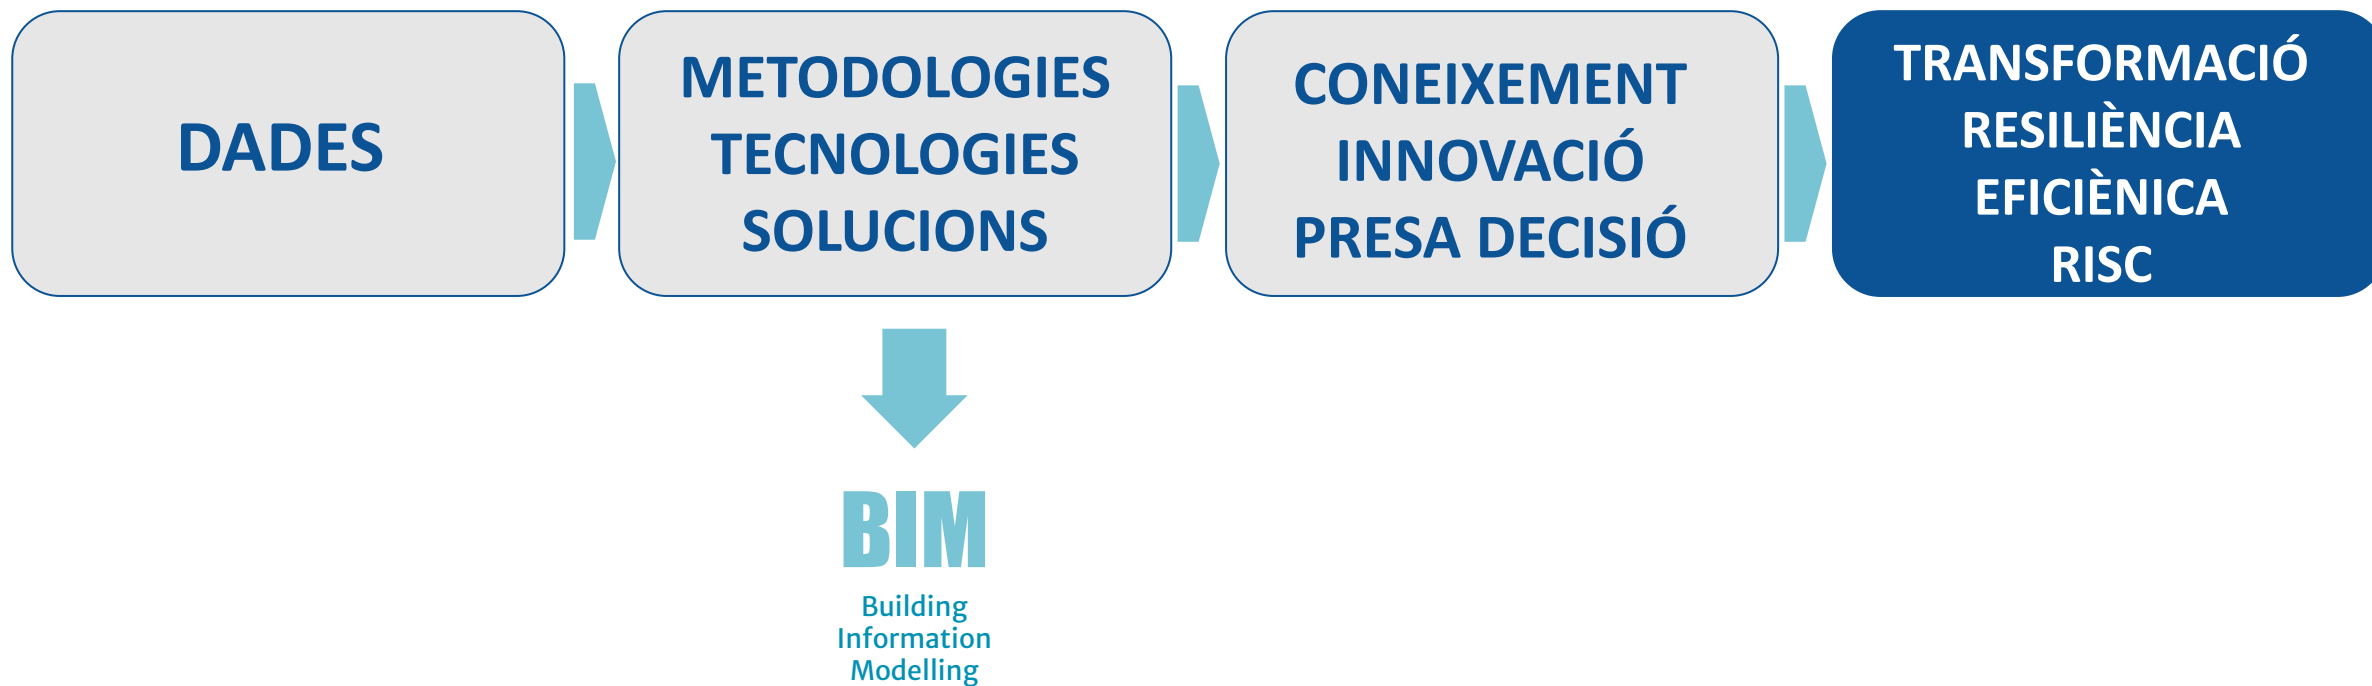 DADES
METODOLOGIES
TECNOLOGIES
SOLUCIONS
CONEIXEMENT
INNOVACIÓ
PRESA DECISIÓ
TRANSFORMACIÓ
RESILIÈNCIA
EFICIÈNICA
RISC
BIM
Building
Information
Modelling